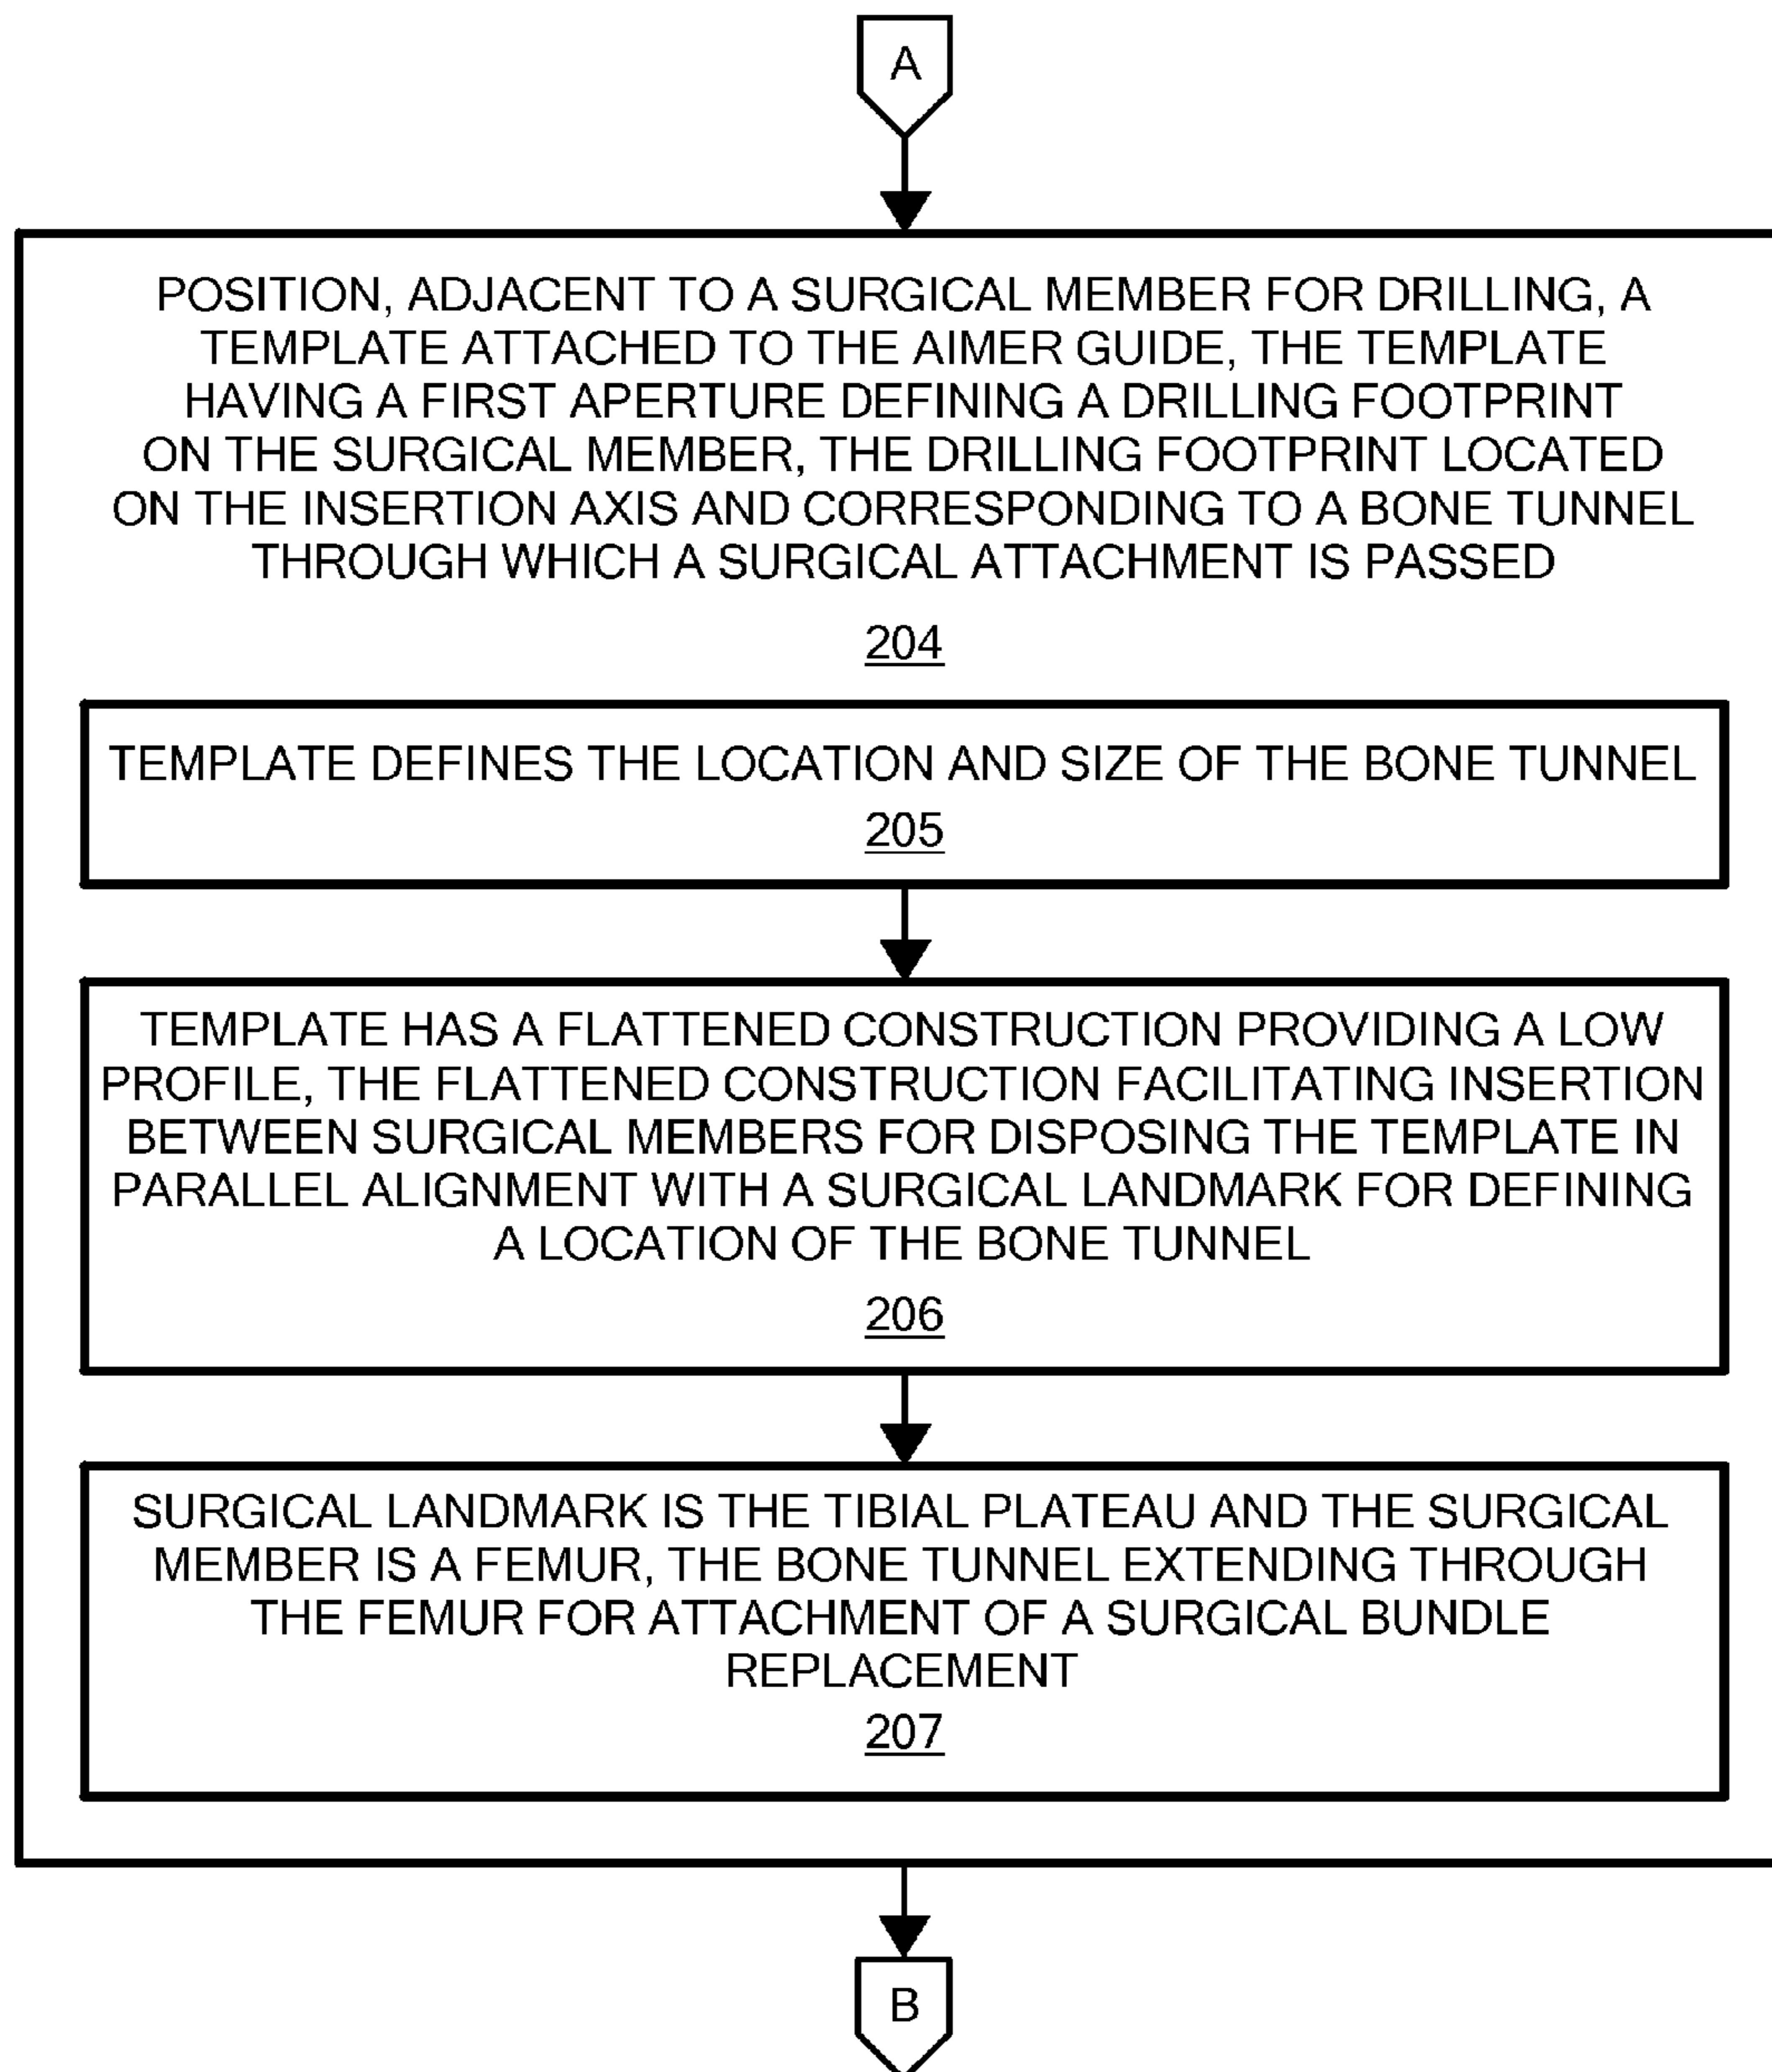 A
POSITION, ADJACENT TO A SURGICAL MEMBER FOR DRILLING, A
TEMPLATE ATTACHED TO THE AIMER GUIDE, THE TEMPLATE
HAVING A FIRST APERTURE DEFINING A DRILLING FOOTPRINT
ON THE SURGICAL MEMBER, THE DRILLING FOOTPRINT LOCATED
ON THE INSERTION AXIS AND CORRESPONDING TO A BONE TUNNEL
THROUGH WHICH A SURGICAL ATTACHMENT IS PASSED
204
TEMPLATE DEFINES THE LOCATION AND SIZE OF THE BONE TUNNEL
205
TEMPLATE HAS A FLATTENED CONSTRUCTION PROVIDING A LOW
PROFILE, THE FLATTENED CONSTRUCTION FACILITATING INSERTION
BETWEEN SURGICAL MEMBERS FOR DISPOSING THE TEMPLATE IN
PARALLEL ALIGNMENT WITH A SURGICAL LANDMARK FOR DEFINING
A LOCATION OF THE BONE TUNNEL
206
SURGICAL LANDMARK IS THE TIBIAL PLATEAU AND THE SURGICAL
MEMBER IS A FEMUR, THE BONE TUNNEL EXTENDING THROUGH
THE FEMUR FOR ATTACHMENT OF A SURGICAL BUNDLE
REPLACEMENT
207
B